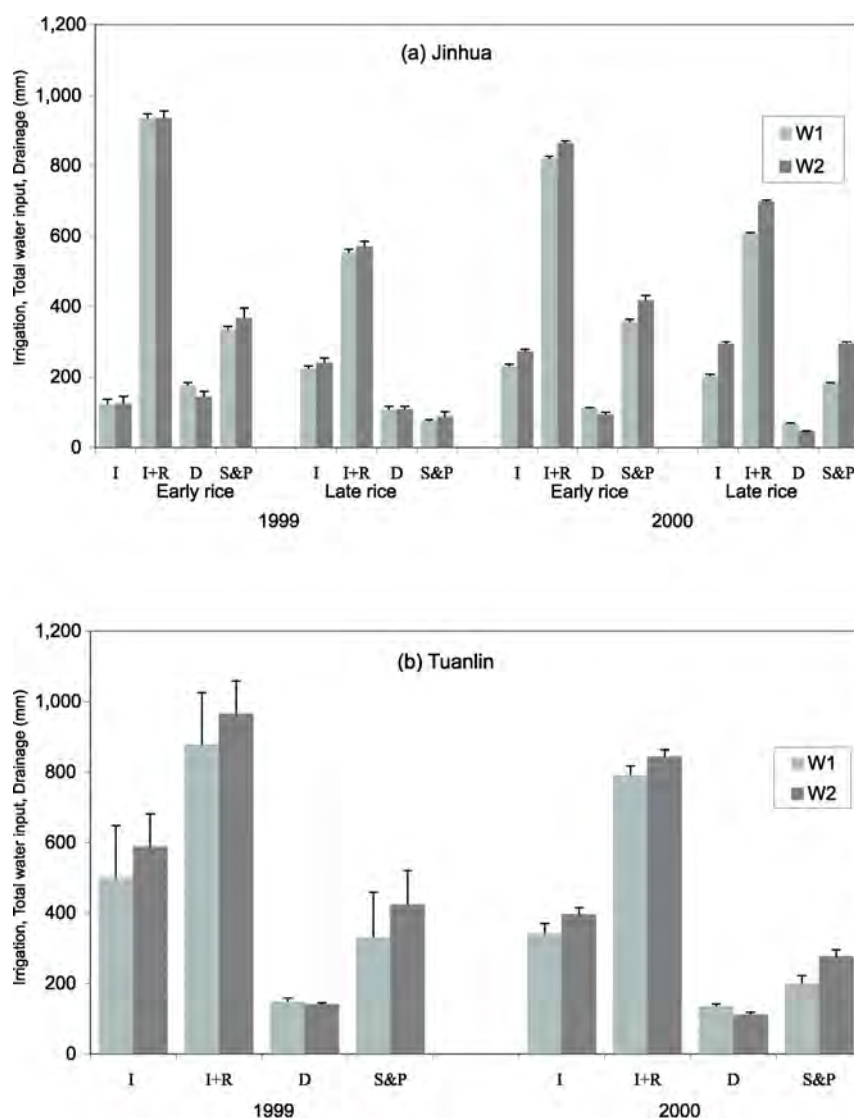 (a) Jinhua
Irrigation, Total water input, Drainage (mm)
1,200
1,000
800
600
400
200
0
W1
W2
I I+R D S&P I I+R D S&P I I+R D S&P I I+R D S&P
Early rice Late rice Early rice Late rice
1999 2000
(b) Tuanlin
Irrigation, Total water input, Drainage (mm)
1,200
1,000
800
600
400
200
0
W1
W2
I I+R D S&P I I+R D S&P
1999 2000